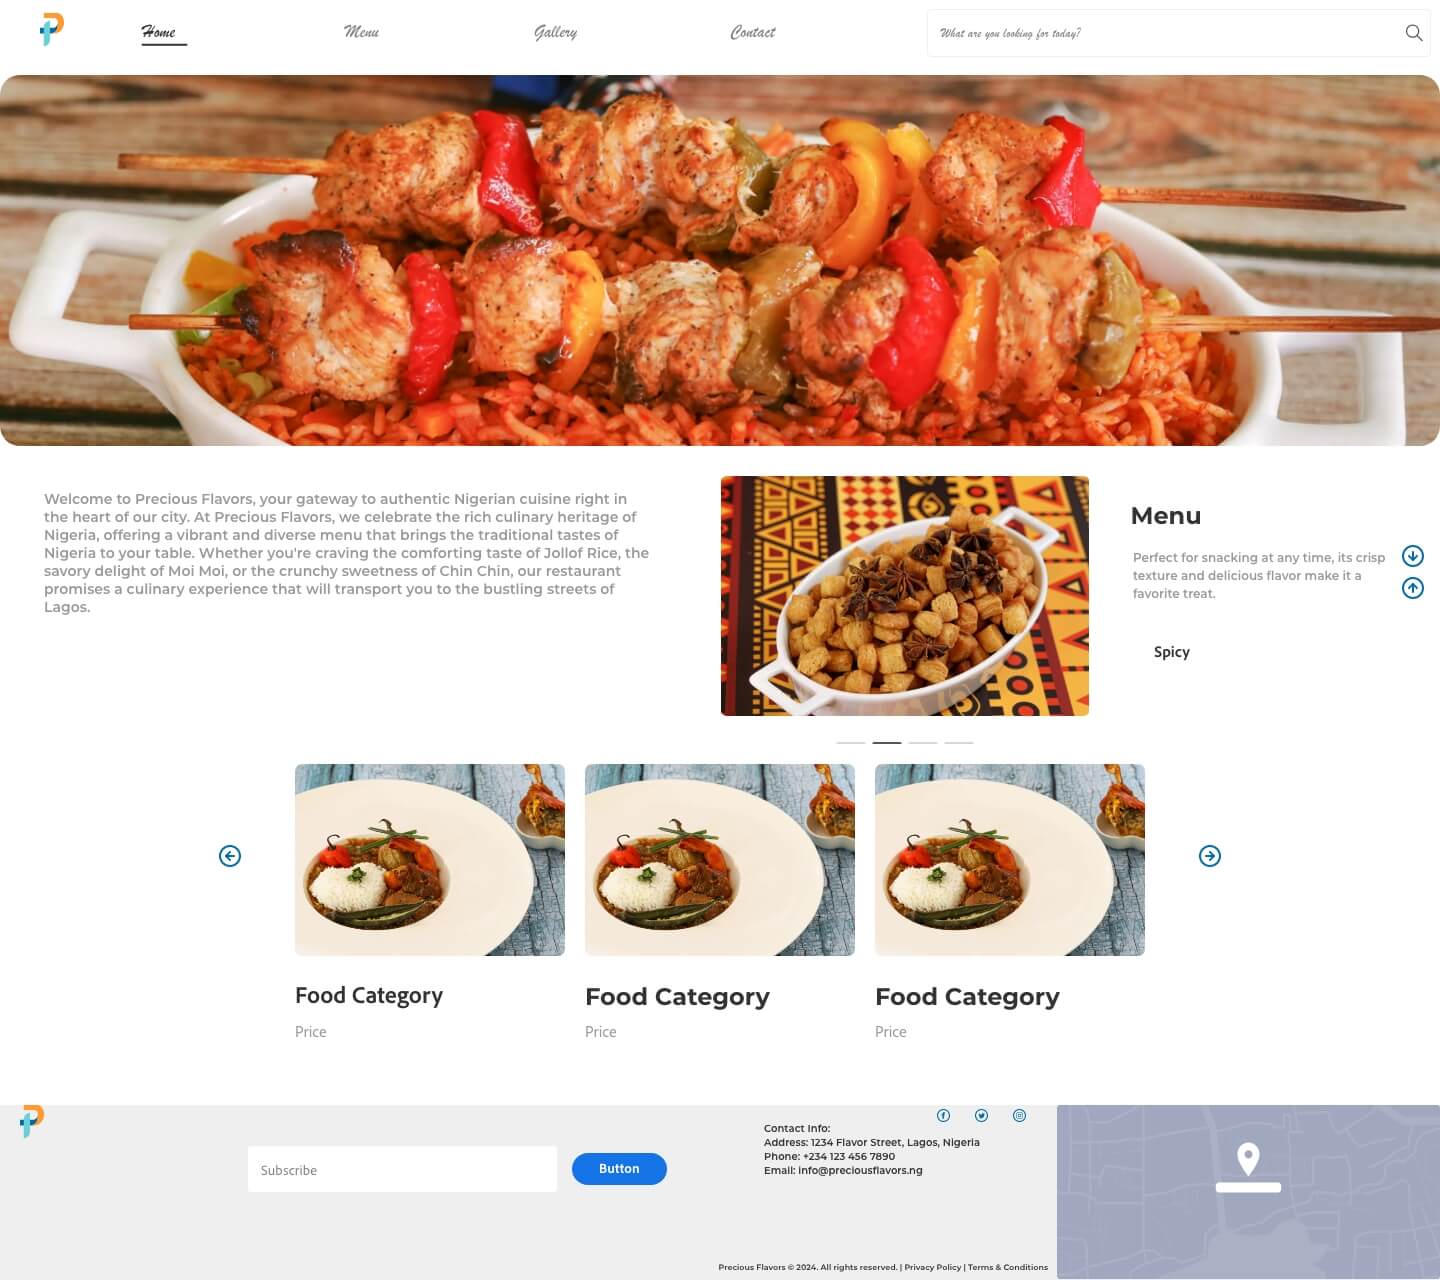 Home
Menu
Gallery
Contact
What are you looking for today?
Welcome to Precious Flavors, your gateway to authentic Nigerian cuisine right in
the heart of our city. At Precious Flavors, we celebrate the rich culinary heritage of
Nigeria, offering a vibrant and diverse menu that brings the traditional tastes of
Nigeria to your table. Whether you're craving the comforting taste of Jollof Rice, the
savory delight of Moi Moi, or the crunchy sweetness of Chin Chin, our restaurant
promises a culinary experience that will transport you to the bustling streets of
Lagos.
Menu
Perfect for snacking at any time, its crisp
texture and delicious flavor make it a
favorite treat.
Spicy
Food Category
Price
Food Category
Price
Food Category
Price
Subscribe
Button
Contact Info:
Address: 1234 Flavor Street, Lagos, Nigeria
Phone: +234 123 456 7890
Email: info@preciousflavors.ng
Precious Flavors © 2024. All rights reserved. | Privacy Policy | Terms & Conditions